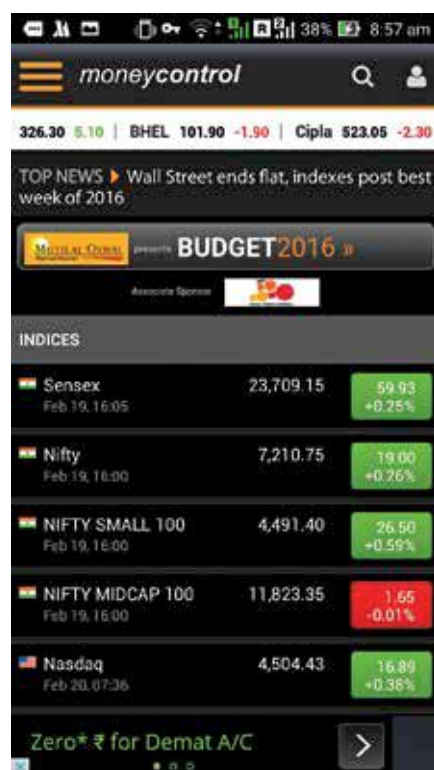 R 38% 8:57 am
moneycontrol
326.30 5.10 | BHEL 101.90 -1.90 | Cipla 523.05 -2.30
TOP NEWS Wall Street ends flat, indexes post best
week of 2016
MOTILAL OSWAL presents BUDGET2016 »
Associate Sponsor
INDICES
Sensex 23,709.15 59.93
Feb 19, 16:05 +0.25%
Nifty 7,210.75 19.00
Feb 19, 16:00 +0.26%
NIFTY SMALL 100 4,491.40 26.50
Feb 19, 16:00 +0.59%
NIFTY MIDCAP 100 11,823.35 1.65
Feb 19, 16:00 -0.01%
Nasdaq 4,504.43 16.89
Feb 20, 07:36 +0.38%
Zero* ₹ for Demat A/C